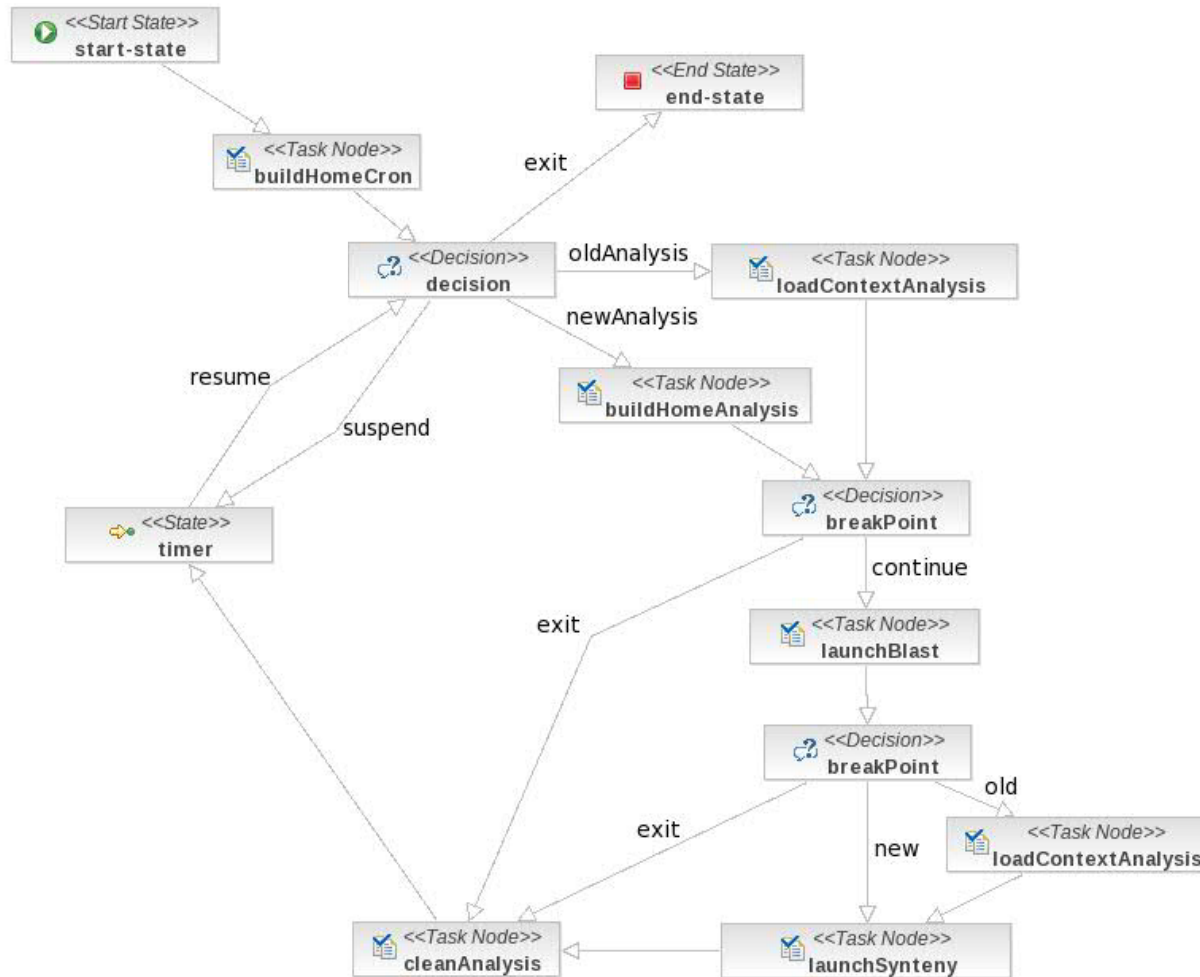 <<Start State>>
start-state
<<End State>>
end-state
<<Task Node>>
buildHomeCron
exit
<<Decision>>
decision
oldAnalysis
<<Task Node>>
loadContextAnalysis
newAnalysis
resume
<<Task Node>>
buildHomeAnalysis
suspend
<<Decision>>
breakPoint
<<State>>
timer
continue
exit
<<Task Node>>
launchBlast
<<Decision>>
breakPoint
old
exit
new
<<Task Node>>
loadContextAnalysis
<<Task Node>>
cleanAnalysis
<<Task Node>>
launchSynteny